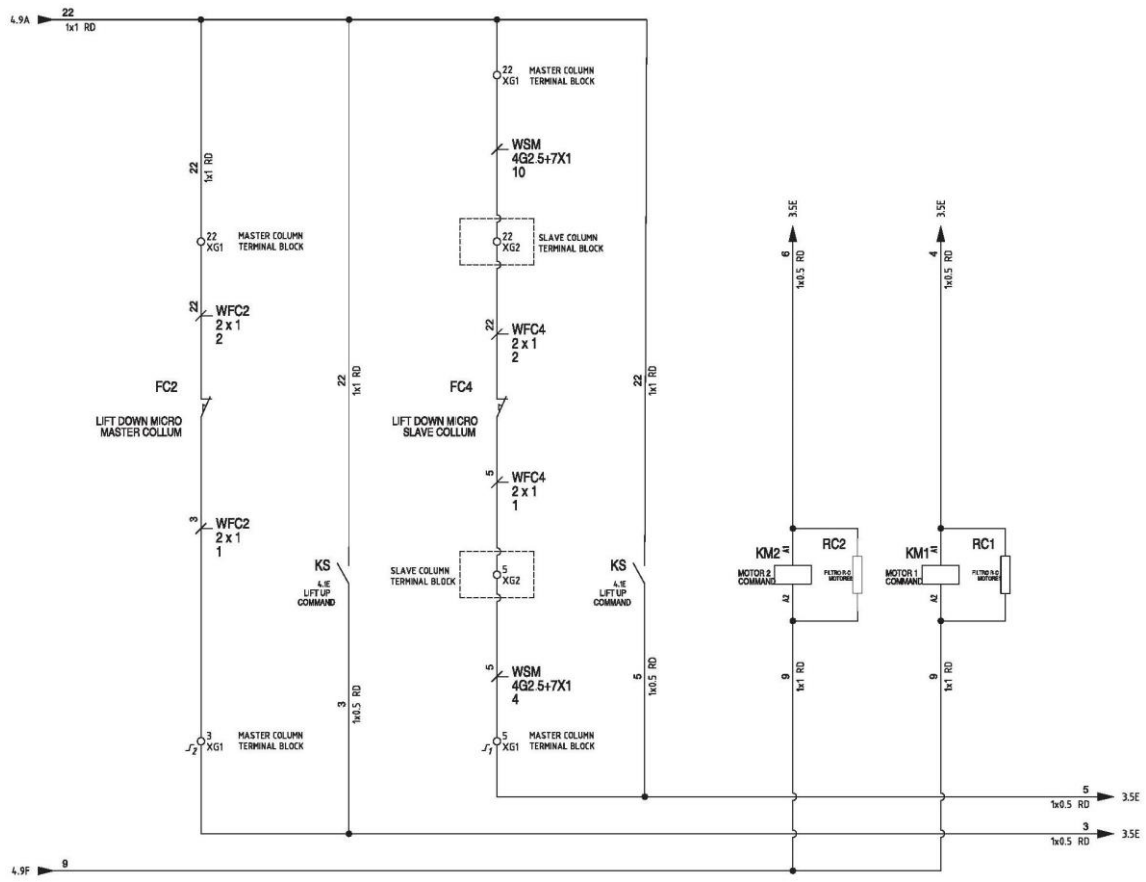 4.9A
22
1x1 RD
22
XG1
MASTER COLUMN
TERMINAL BLOCK
WSM
4G2.5+7X1
10
22
1x1 RD
22
XG1
MASTER COLUMN
TERMINAL BLOCK
22
XG2
SLAVE COLUMN
TERMINAL BLOCK
3.5E
3.5E
6
1x0.5 RD
4
1x0.5 RD
22
WFC2
2 x 1
2
22
WFC4
2 x 1
2
FC2
LIFT DOWN MICRO
MASTER COLLUM
22
1x1 RD
FC4
LIFT DOWN MICRO
SLAVE COLLUM
22
1x1 RD
5
WFC4
2 x 1
1
3
WFC2
2 x 1
1
KS
4.1E
LIFT UP
COMMAND
SLAVE COLUMN
TERMINAL BLOCK
5
XG2
KS
4.1E
LIFT UP
COMMAND
KM2
MOTOR 2
COMMAND
A1
A2
RC2
FILTRO R-C
MOTORES
KM1
MOTOR 1
COMMAND
A1
A2
RC1
FILTRO R-C
MOTORES
3
1x0.5 RD
5
WSM
4G2.5+7X1
4
5
1x0.5 RD
9
1x1 RD
9
1x1 RD
2
3
XG1
MASTER COLUMN
TERMINAL BLOCK
1
5
XG1
MASTER COLUMN
TERMINAL BLOCK
5
1x0.5 RD
3.5E
3
1x0.5 RD
3.5E
4.9F
9